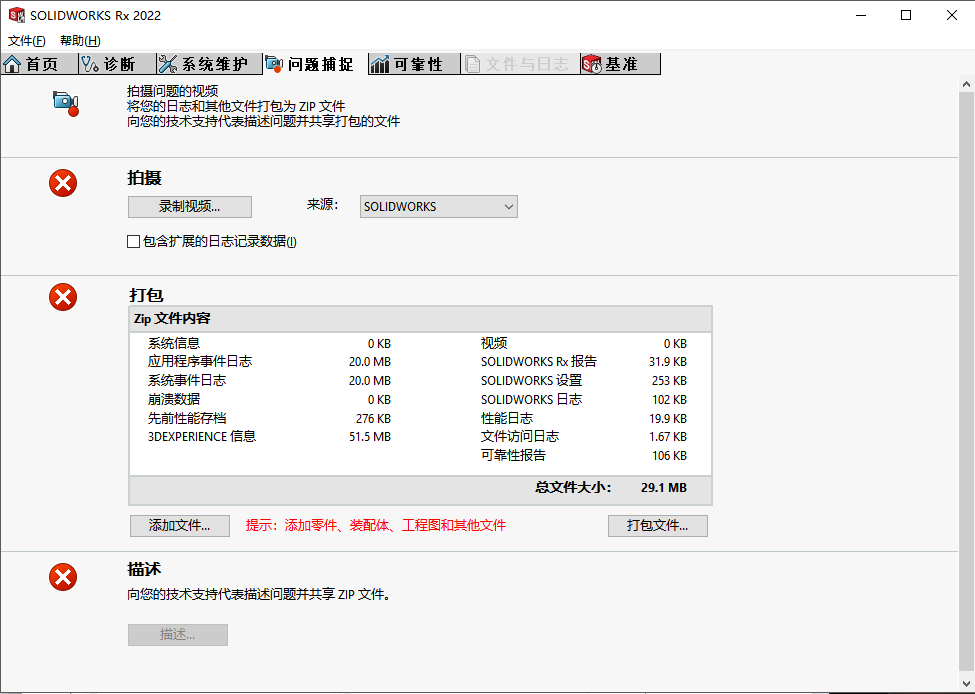 SOLIDWORKS Rx 2022
文件(F) 帮助(H)
首页 诊断 系统维护 问题捕捉 可靠性 文件与日志 基准
拍摄问题的视频
将您的日志和其他文件打包为 ZIP 文件
向您的技术支持代表描述问题并共享打包的文件
拍摄
录制视频... 来源: SOLIDWORKS
包含扩展的日志记录数据(I)
打包
Zip 文件内容
系统信息 0 KB 视频 0 KB
应用程序事件日志 20.0 MB SOLIDWORKS Rx 报告 31.9 KB
系统事件日志 20.0 MB SOLIDWORKS 设置 253 KB
崩溃数据 0 KB SOLIDWORKS 日志 102 KB
先前性能存档 276 KB 性能日志 19.9 KB
3DEXPERIENCE 信息 51.5 MB 文件访问日志 1.67 KB
可靠性报告 106 KB
总文件大小: 29.1 MB
添加文件... 提示: 添加零件、装配体、工程图和其他文件 打包文件...
描述
向您的技术支持代表描述问题并共享 ZIP 文件。
描述...